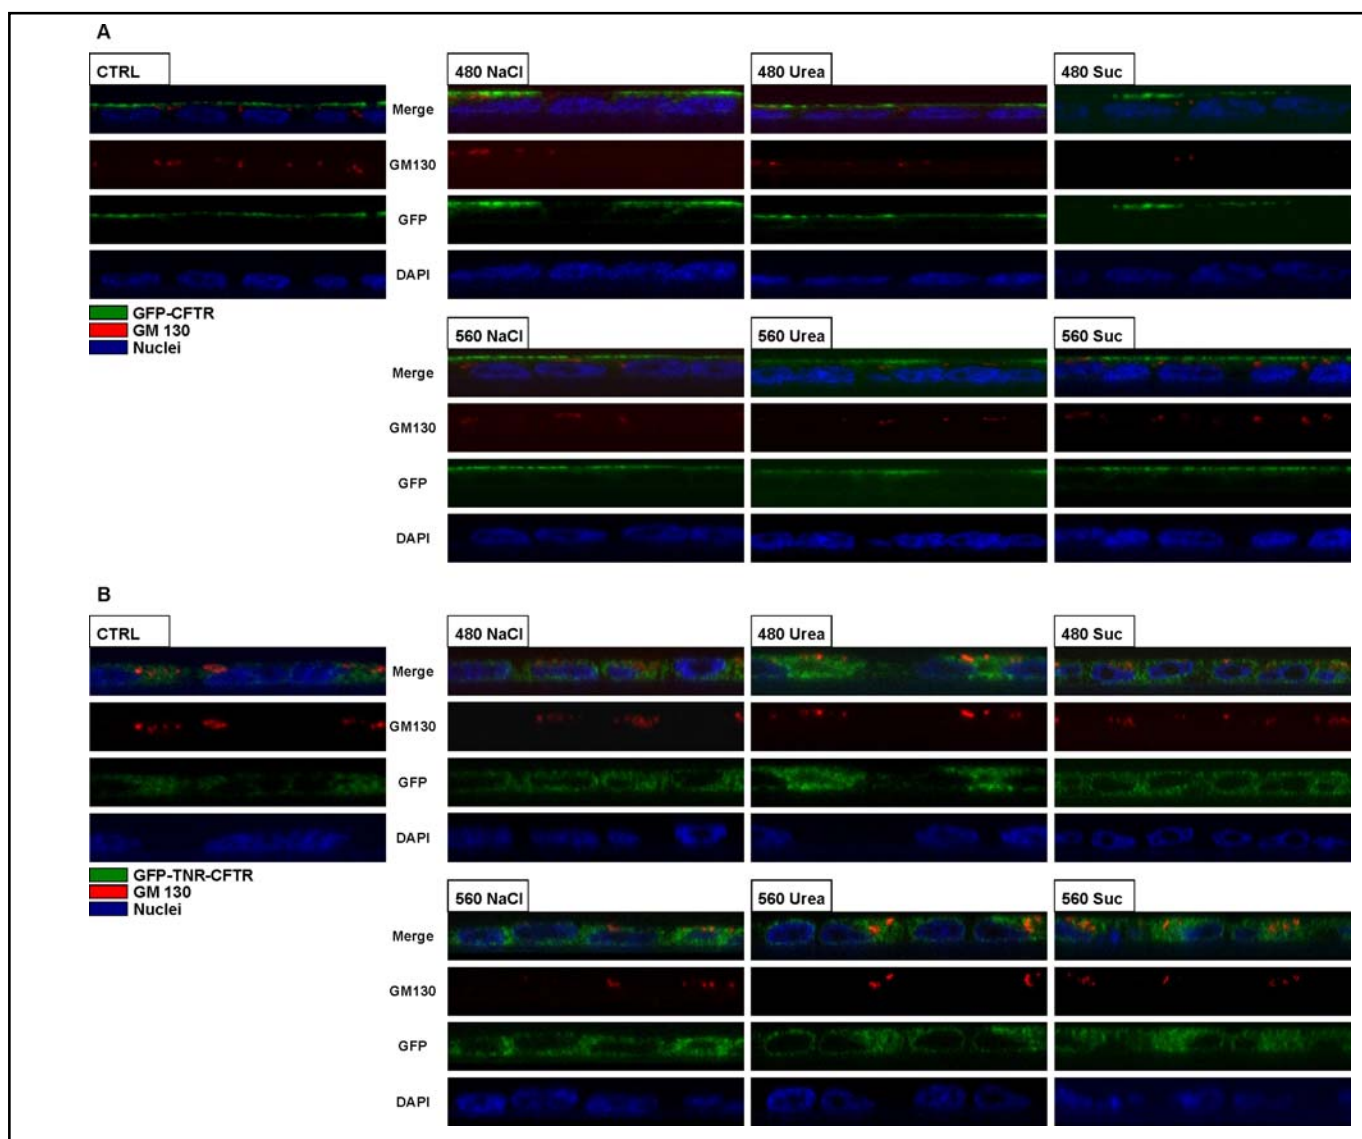 A
CTRL
480 NaCl
480 Urea
480 Suc
Merge
GM130
GFP
DAPI
GFP-CFTR
GM 130
Nuclei
560 NaCl
560 Urea
560 Suc
Merge
GM130
GFP
DAPI
B
CTRL
480 NaCl
480 Urea
480 Suc
Merge
GM130
GFP
DAPI
GFP-TNR-CFTR
GM 130
Nuclei
560 NaCl
560 Urea
560 Suc
Merge
GM130
GFP
DAPI